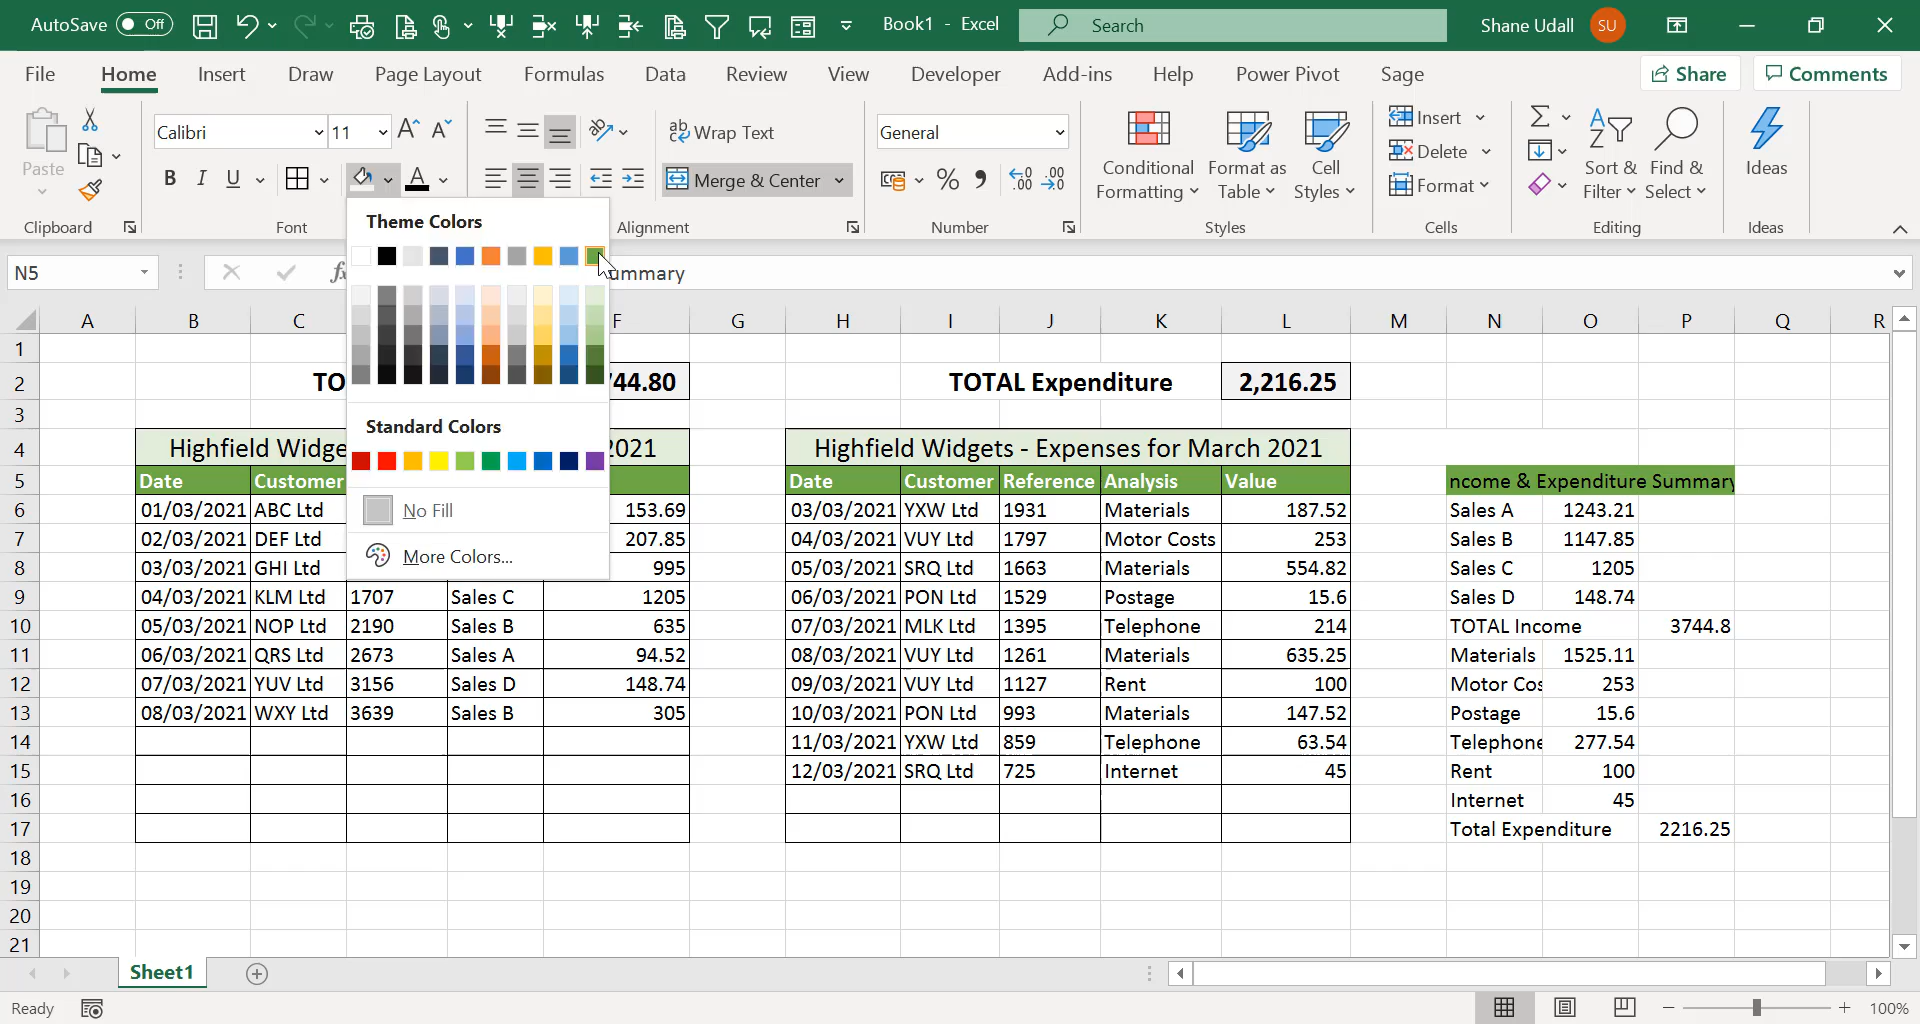 AutoSave Off Book1 - Excel Search Shane Udall SU
File Home Insert Draw Page Layout Formulas Data Review View Developer Add-ins Help Power Pivot Sage Share Comments
Paste Calibri 11 ab Wrap Text General Conditional Formatting Format as Table Cell Styles Insert Delete Format Sort & Filter Find & Select Ideas
B I U A Merge & Center % 
Clipboard Font Alignment Number Styles Cells Editing Ideas
Theme Colors
Standard Colors
No Fill
More Colors...
N5 ummary
A B C F G H I J K L M N O P Q R
1
2 TO 744.80 TOTAL Expenditure 2,216.25
3
4 Highfield Widge 2021 Highfield Widgets - Expenses for March 2021
5 Date Customer Date Customer Reference Analysis Value ncome & Expenditure Summary
6 01/03/2021 ABC Ltd 153.69 03/03/2021 YXW Ltd 1931 Materials 187.52 Sales A 1243.21
7 02/03/2021 DEF Ltd 207.85 04/03/2021 VUY Ltd 1797 Motor Costs 253 Sales B 1147.85
8 03/03/2021 GHI Ltd 995 05/03/2021 SRQ Ltd 1663 Materials 554.82 Sales C 1205
9 04/03/2021 KLM Ltd 1707 Sales C 1205 06/03/2021 PON Ltd 1529 Postage 15.6 Sales D 148.74
10 05/03/2021 NOP Ltd 2190 Sales B 635 07/03/2021 MLK Ltd 1395 Telephone 214 TOTAL Income 3744.8
11 06/03/2021 QRS Ltd 2673 Sales A 94.52 08/03/2021 VUY Ltd 1261 Materials 635.25 Materials 1525.11
12 07/03/2021 YUV Ltd 3156 Sales D 148.74 09/03/2021 VUY Ltd 1127 Rent 100 Motor Cos 253
13 08/03/2021 WXY Ltd 3639 Sales B 305 10/03/2021 PON Ltd 993 Materials 147.52 Postage 15.6
14 11/03/2021 YXW Ltd 859 Telephone 63.54 Telephone 277.54
15 12/03/2021 SRQ Ltd 725 Internet 45 Rent 100
16 Internet 45
17 Total Expenditure 2216.25
18
19
20
21
Sheet1
Ready 100%